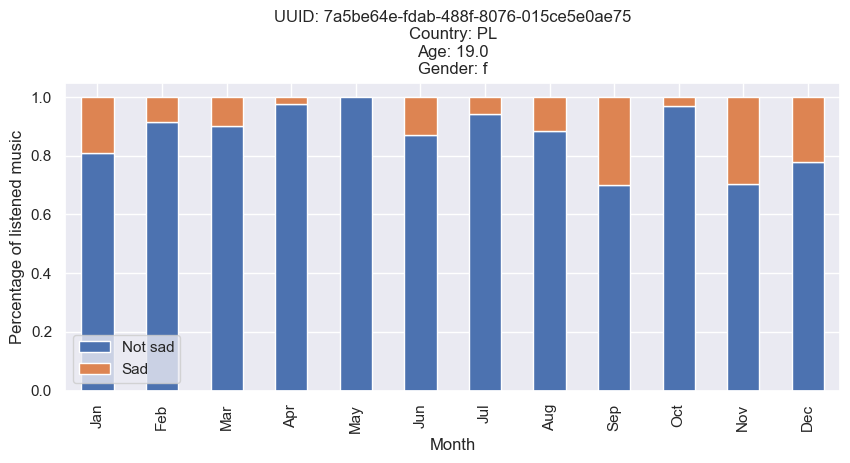 UUID: 7a5be64e-fdab-488f-8076-015ce5e0ae75
Country: PL
Age: 19.0
Gender: f
Percentage of listened music
1.0
0.8
0.6
0.4
0.2
0.0
Not sad
Sad
Jan Feb Mar Apr May Jun Jul Aug Sep Oct Nov Dec
Month